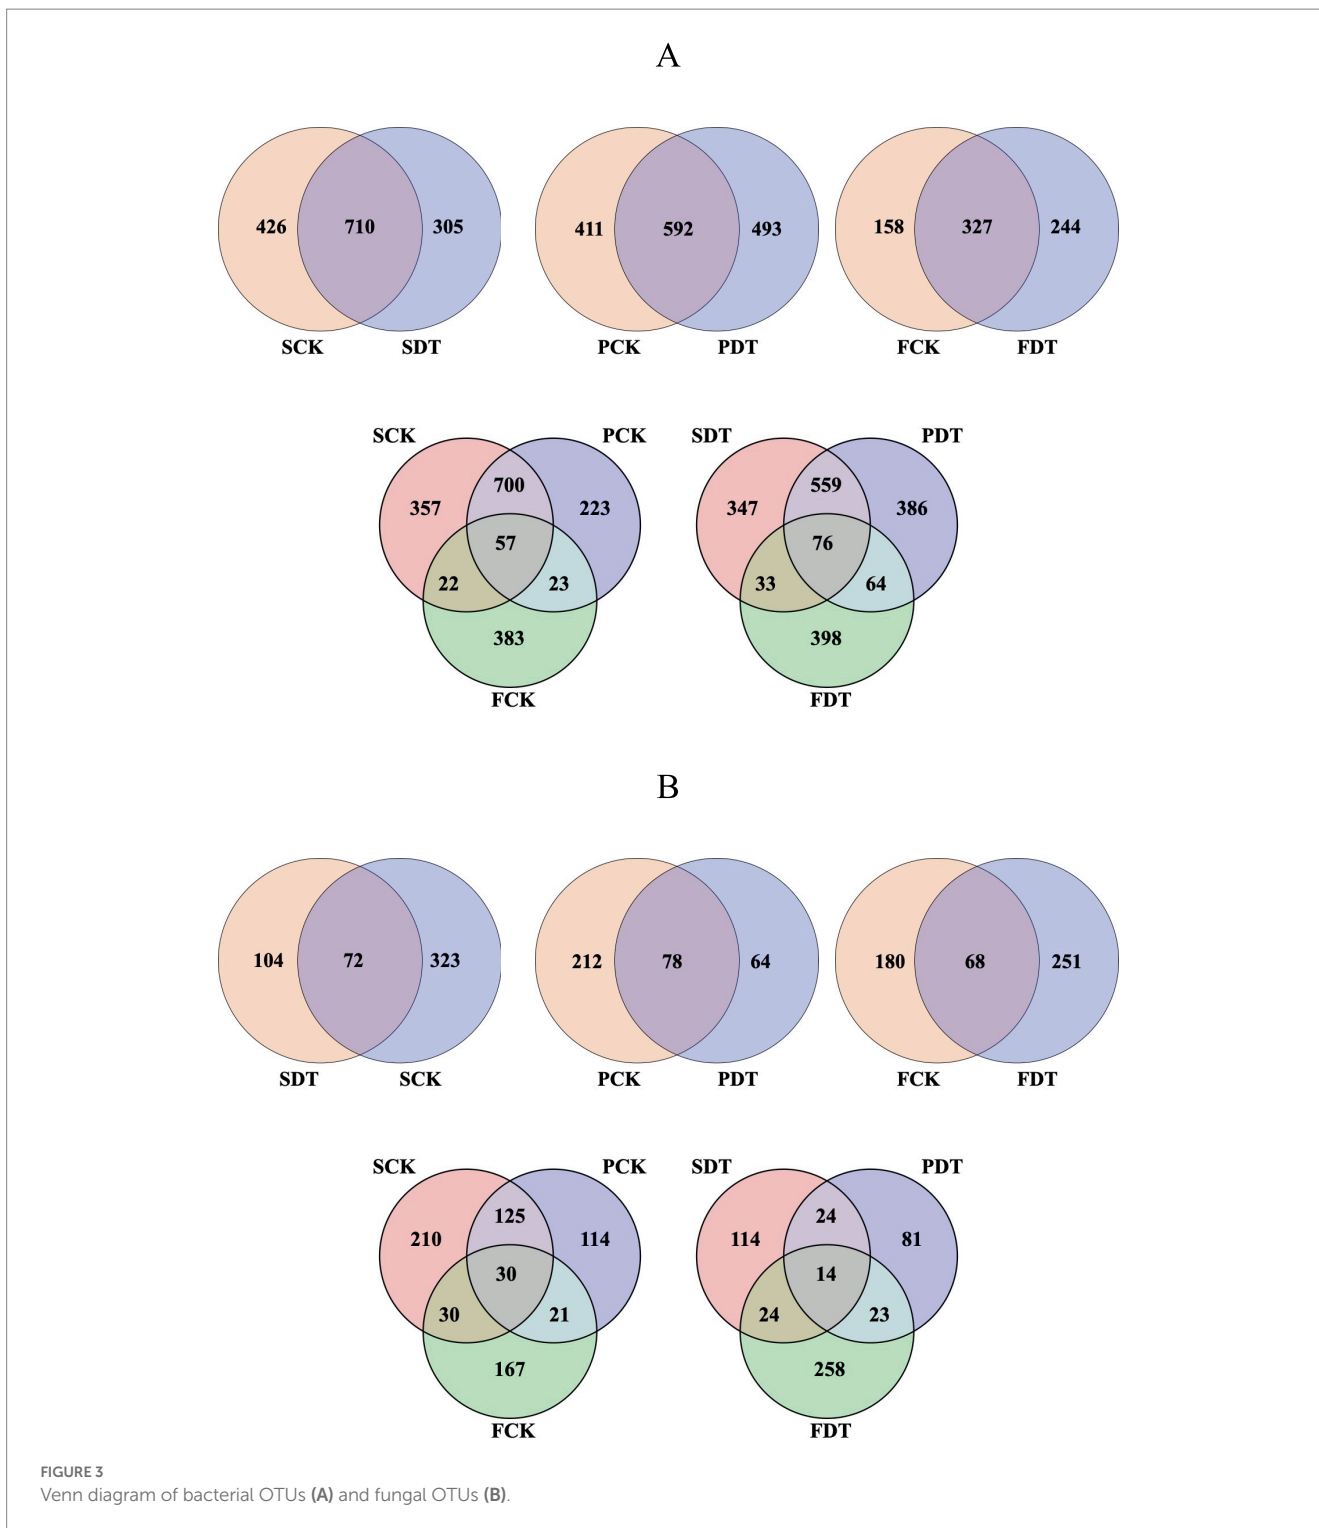 A
426 710 305
411 592 493
158 327 244
SCK SDT
PCK PDT
FCK FDT
SCK PCK
357 700 223
57
22 23
383
FCK
SDT PDT
347 559 386
76
33 64
398
FDT
B
104 72 323
212 78 64
180 68 251
SDT SCK
PCK PDT
FCK FDT
SCK PCK
210 125 114
30
30 21
167
FCK
SDT PDT
114 24 81
14
24 23
258
FDT
FIGURE 3
Venn diagram of bacterial OTUs (A) and fungal OTUs (B).